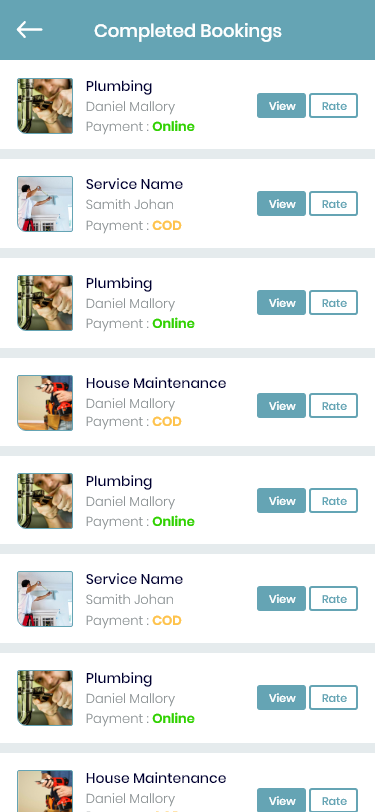 Completed Bookings
Plumbing
Daniel Mallory
Payment : Online
View Rate
Service Name
Samith Johan
Payment : COD
View Rate
Plumbing
Daniel Mallory
Payment : Online
View Rate
House Maintenance
Daniel Mallory
Payment : COD
View Rate
Plumbing
Daniel Mallory
Payment : Online
View Rate
Service Name
Samith Johan
Payment : COD
View Rate
Plumbing
Daniel Mallory
Payment : Online
View Rate
House Maintenance
Daniel Mallory
View Rate